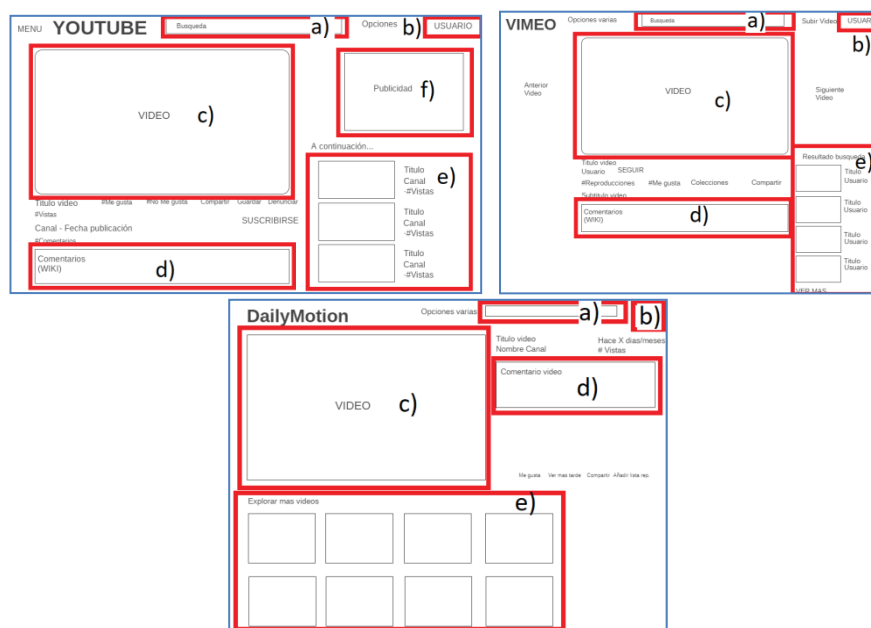 MENU YOUTUBE Busqueda a) Opciones b) USUARIO
VIDEO c)
Publicidad f)
A continuación...
Titulo
Canal
-#Vistas
e)
Titulo
Canal
-#Vistas
Titulo
Canal
-#Vistas
Titulo video #Me gusta #No Me gusta Compartir Guardar Denunciar
#Vistas
SUSCRIBIRSE
Canal - Fecha publicación
#Comentarios
Comentarios
(WIKI)
d)
VIMEO Opciones varias Busqueda a) Subir Video USUAR
b)
Anterior
Video
VIDEO c)
Siguiente
Video
Titulo video
Usuario SEGUIR
#Reproducciones #Me gusta Colecciones Compartir
Subtitulo video
Comentarios
(WIKI)
d)
e)
Resultado busqueda
Titulo
Usuario
Titulo
Usuario
Titulo
Usuario
Titulo
Usuario
VER MAS
DailyMotion Opciones varias a) b)
VIDEO c)
Titulo video
Nombre Canal
Hace X dias/meses
# Vistas
Comentario video
d)
Me gusta Ver mas tarde Compartir Añadir lista rep.
Explorar mas videos e)